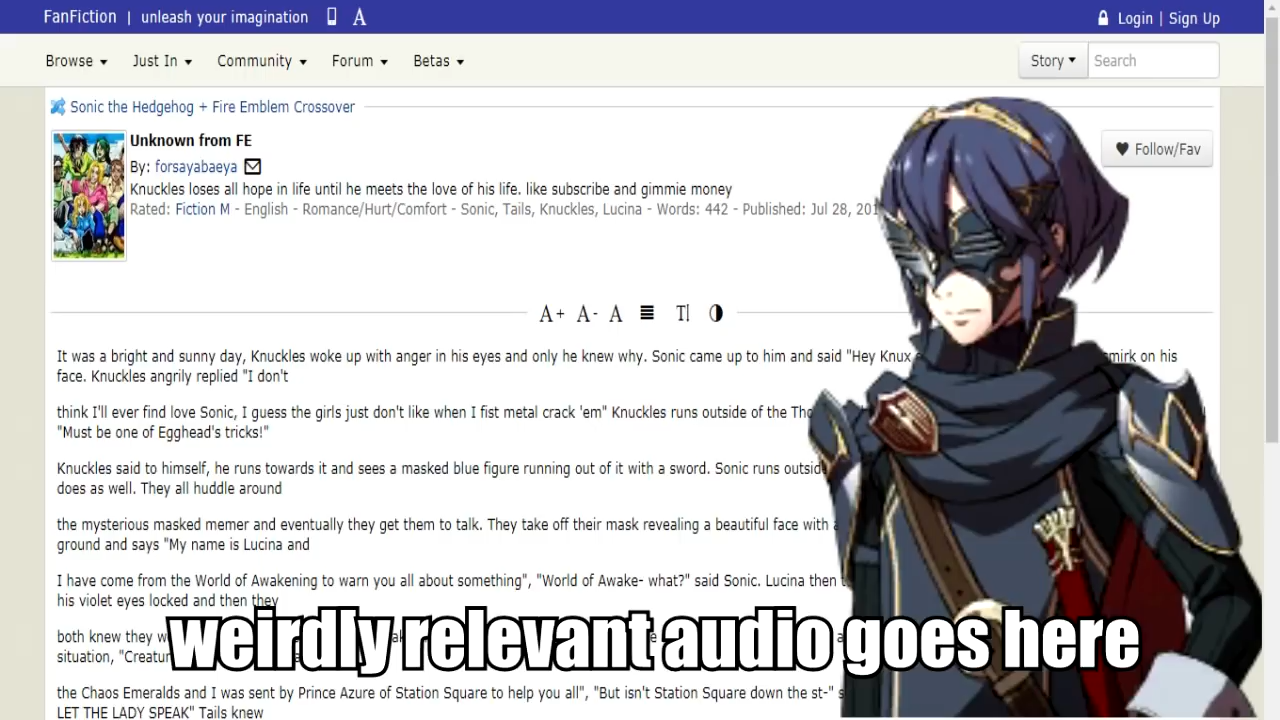 FanFiction | unleash your imagination A Login | Sign Up
Browse Just In Community Forum Betas Story Search
Sonic the Hedgehog + Fire Emblem Crossover
Unknown from FE
Follow/Fav
By: forsayabaeya
Knuckles loses all hope in life until he meets the love of his life. like subscribe and gimmie money
Rated: Fiction M - English - Romance/Hurt/Comfort - Sonic, Tails, Knuckles, Lucina - Words: 442 - Published: Jul 28, 201
A+ A- A
It was a bright and sunny day, Knuckles woke up with anger in his eyes and only he knew why. Sonic came up to him and said "Hey Knux smirk on his
face. Knuckles angrily replied "I don't
think I'll ever find love Sonic, I guess the girls just don't like when I fist metal crack 'em" Knuckles runs outside of the
"Must be one of Egghead's tricks!"
Knuckles said to himself, he runs towards it and sees a masked blue figure running out of it with a sword. Sonic runs outside
does as well. They all huddle around
the mysterious masked memer and eventually they get them to talk. They take off their mask revealing a beautiful face with
ground and says "My name is Lucina and
I have come from the World of Awakening to warn you all about something", "World of Awake- what?" said Sonic. Lucina then
his violet eyes locked and then they
both knew they
situation, "Creatur
weirdly relevant audio goes here
the Chaos Emeralds and I was sent by Prince Azure of Station Square to help you all", "But isn't Station Square down the st-"
LET THE LADY SPEAK" Tails knew